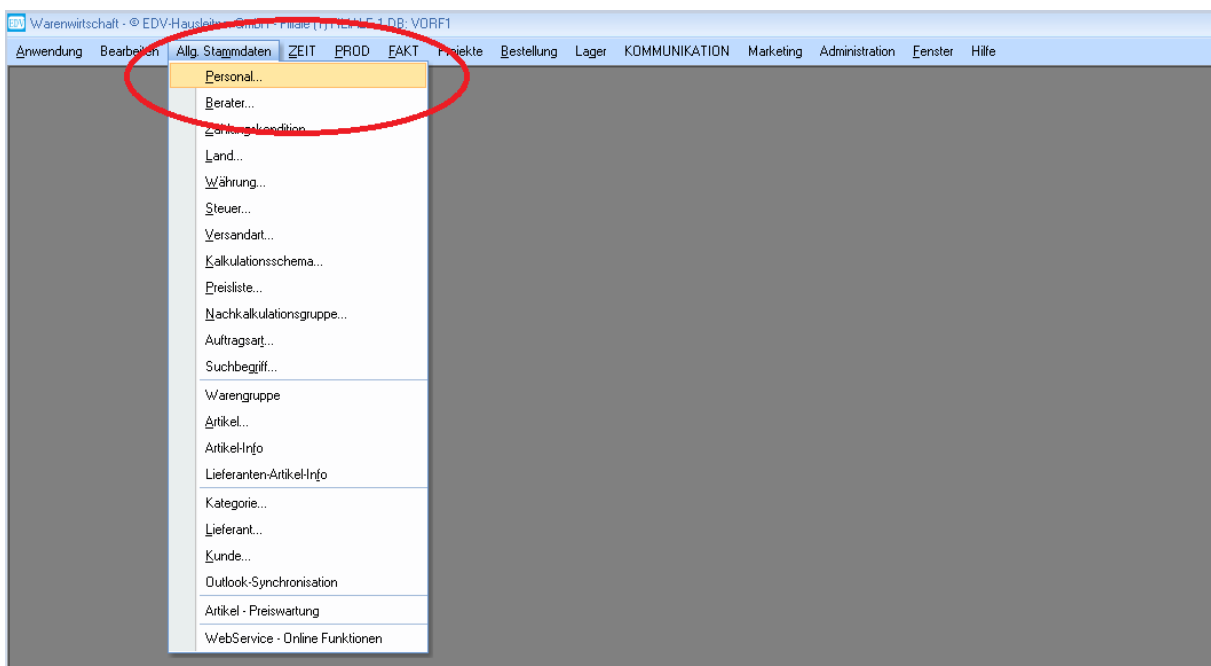 EDV Warenwirtschaft - © EDV-Hausleitner GmbH - Filiale (1) FILIALE 1 DB: VORF1
Anwendung Bearbeiten Allg. Stammdaten ZEIT PROD FAKT Projekte Bestellung Lager KOMMUNIKATION Marketing Administration Fenster Hilfe
Personal...
Berater...
Zahlungskondition...
Land...
Währung...
Steuer...
Versandart...
Kalkulationsschema...
Preisliste...
Nachkalkulationsgruppe...
Auftragsart...
Suchbegriff...
Warengruppe
Artikel...
Artikel-Info
Lieferanten-Artikel-Info
Kategorie...
Lieferant...
Kunde...
Outlook-Synchronisation
Artikel - Preiswartung
WebService - Online Funktionen